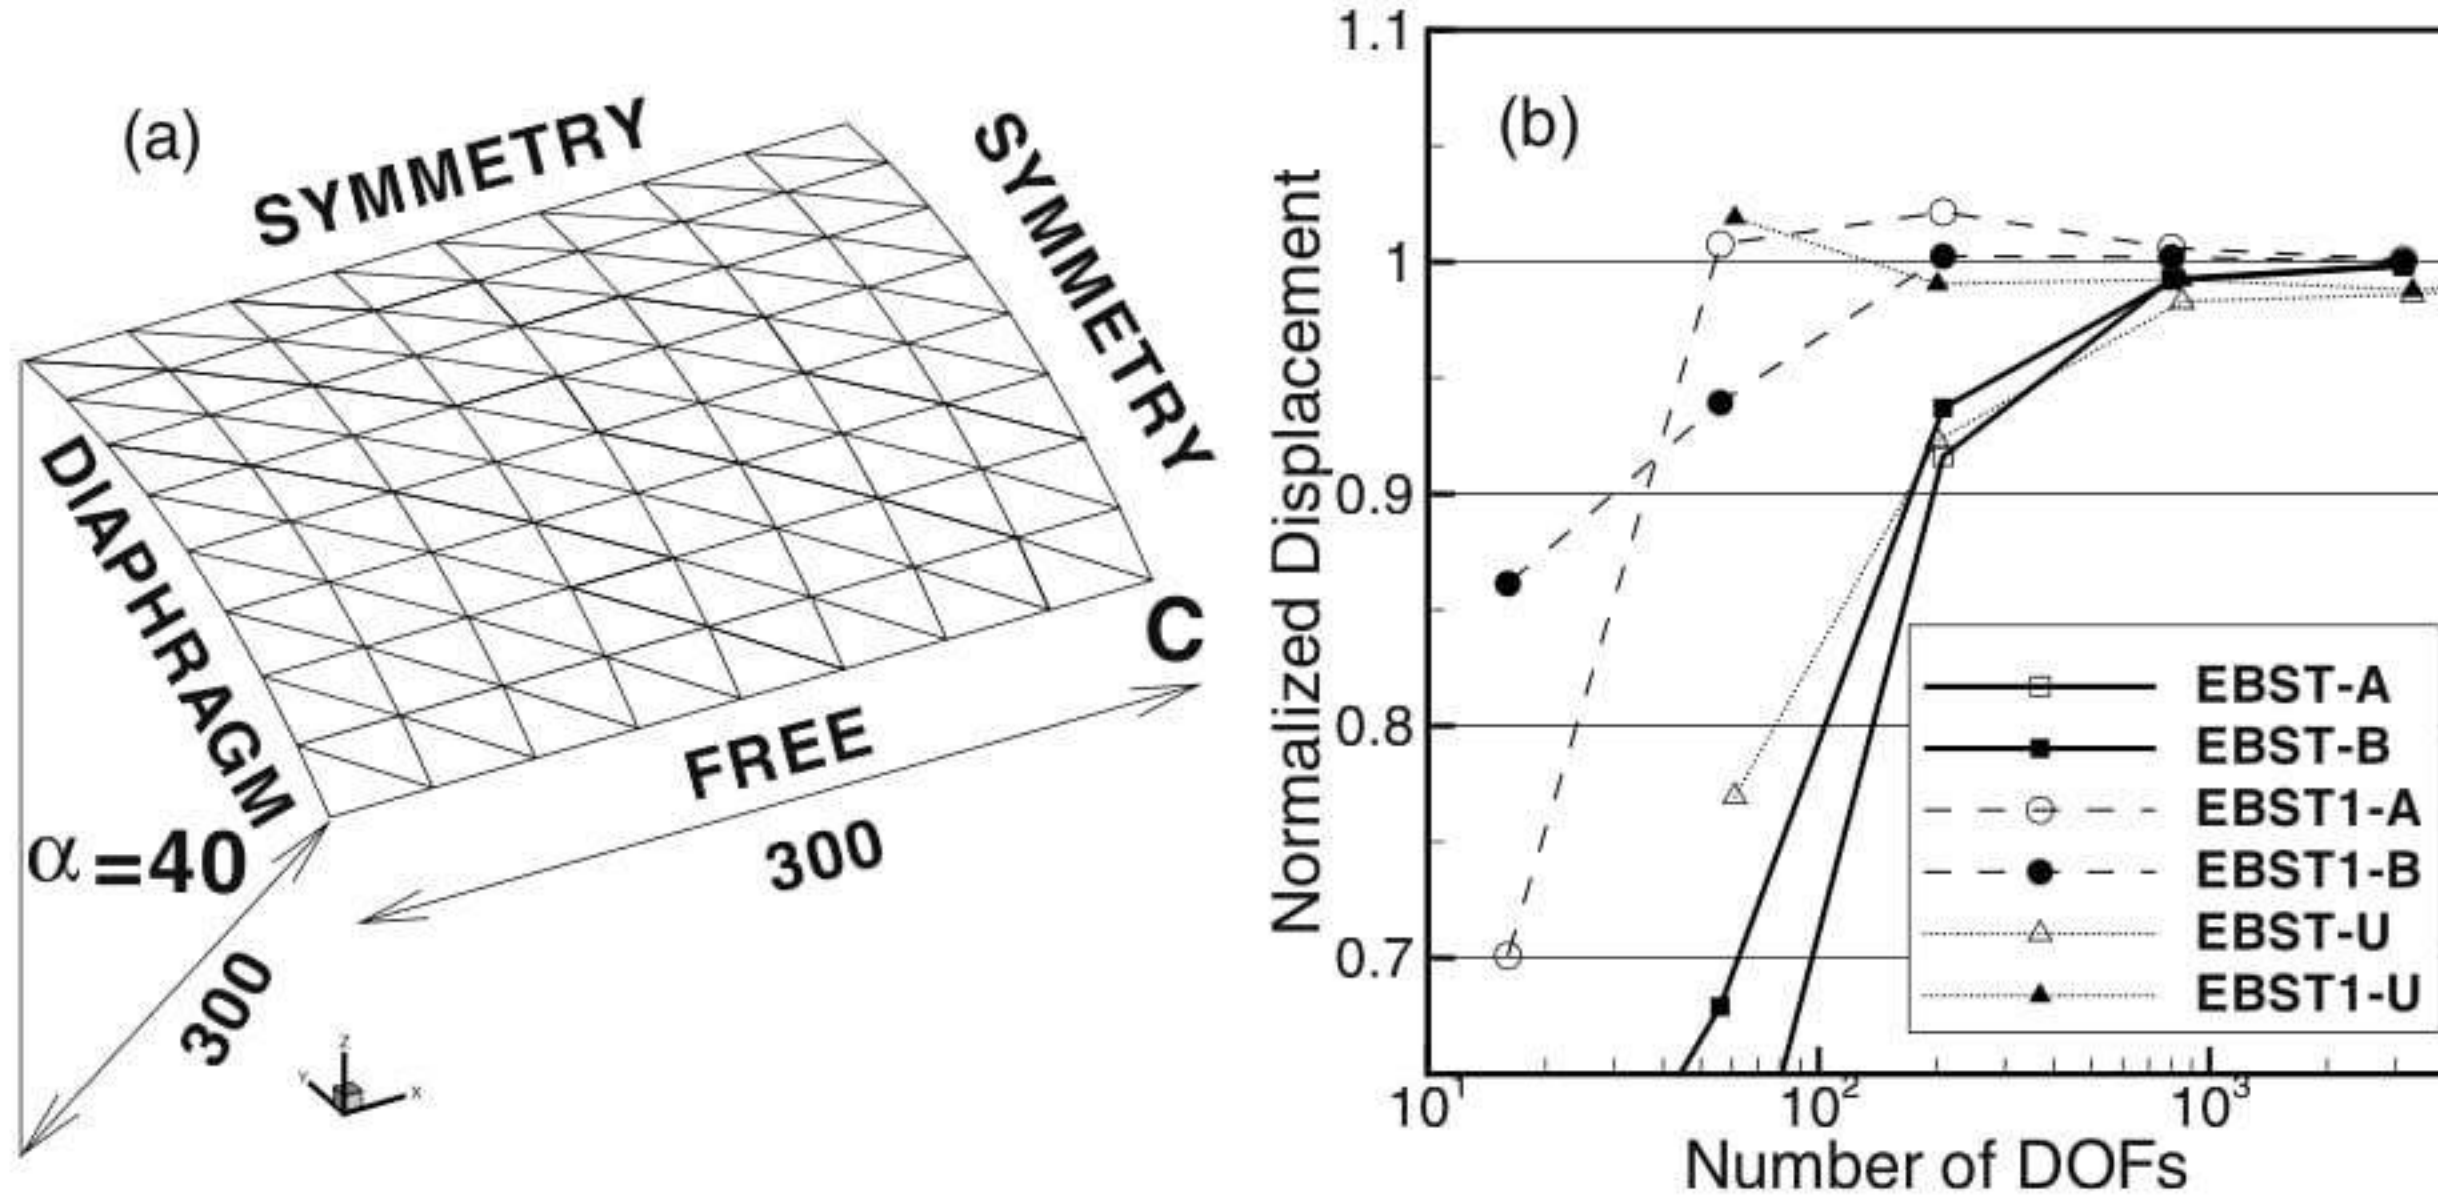 (a)
SYMMETRY
SYMMETRY
DIAPHRAGM
C
FREE
300
α =40
300
Z
Y
X
(b)
Normalized Displacement
1.1
1
0.9
0.8
0.7
EBST-A
EBST-B
EBST1-A
EBST1-B
EBST-U
EBST1-U
10¹ 10² 10³
Number of DOFs